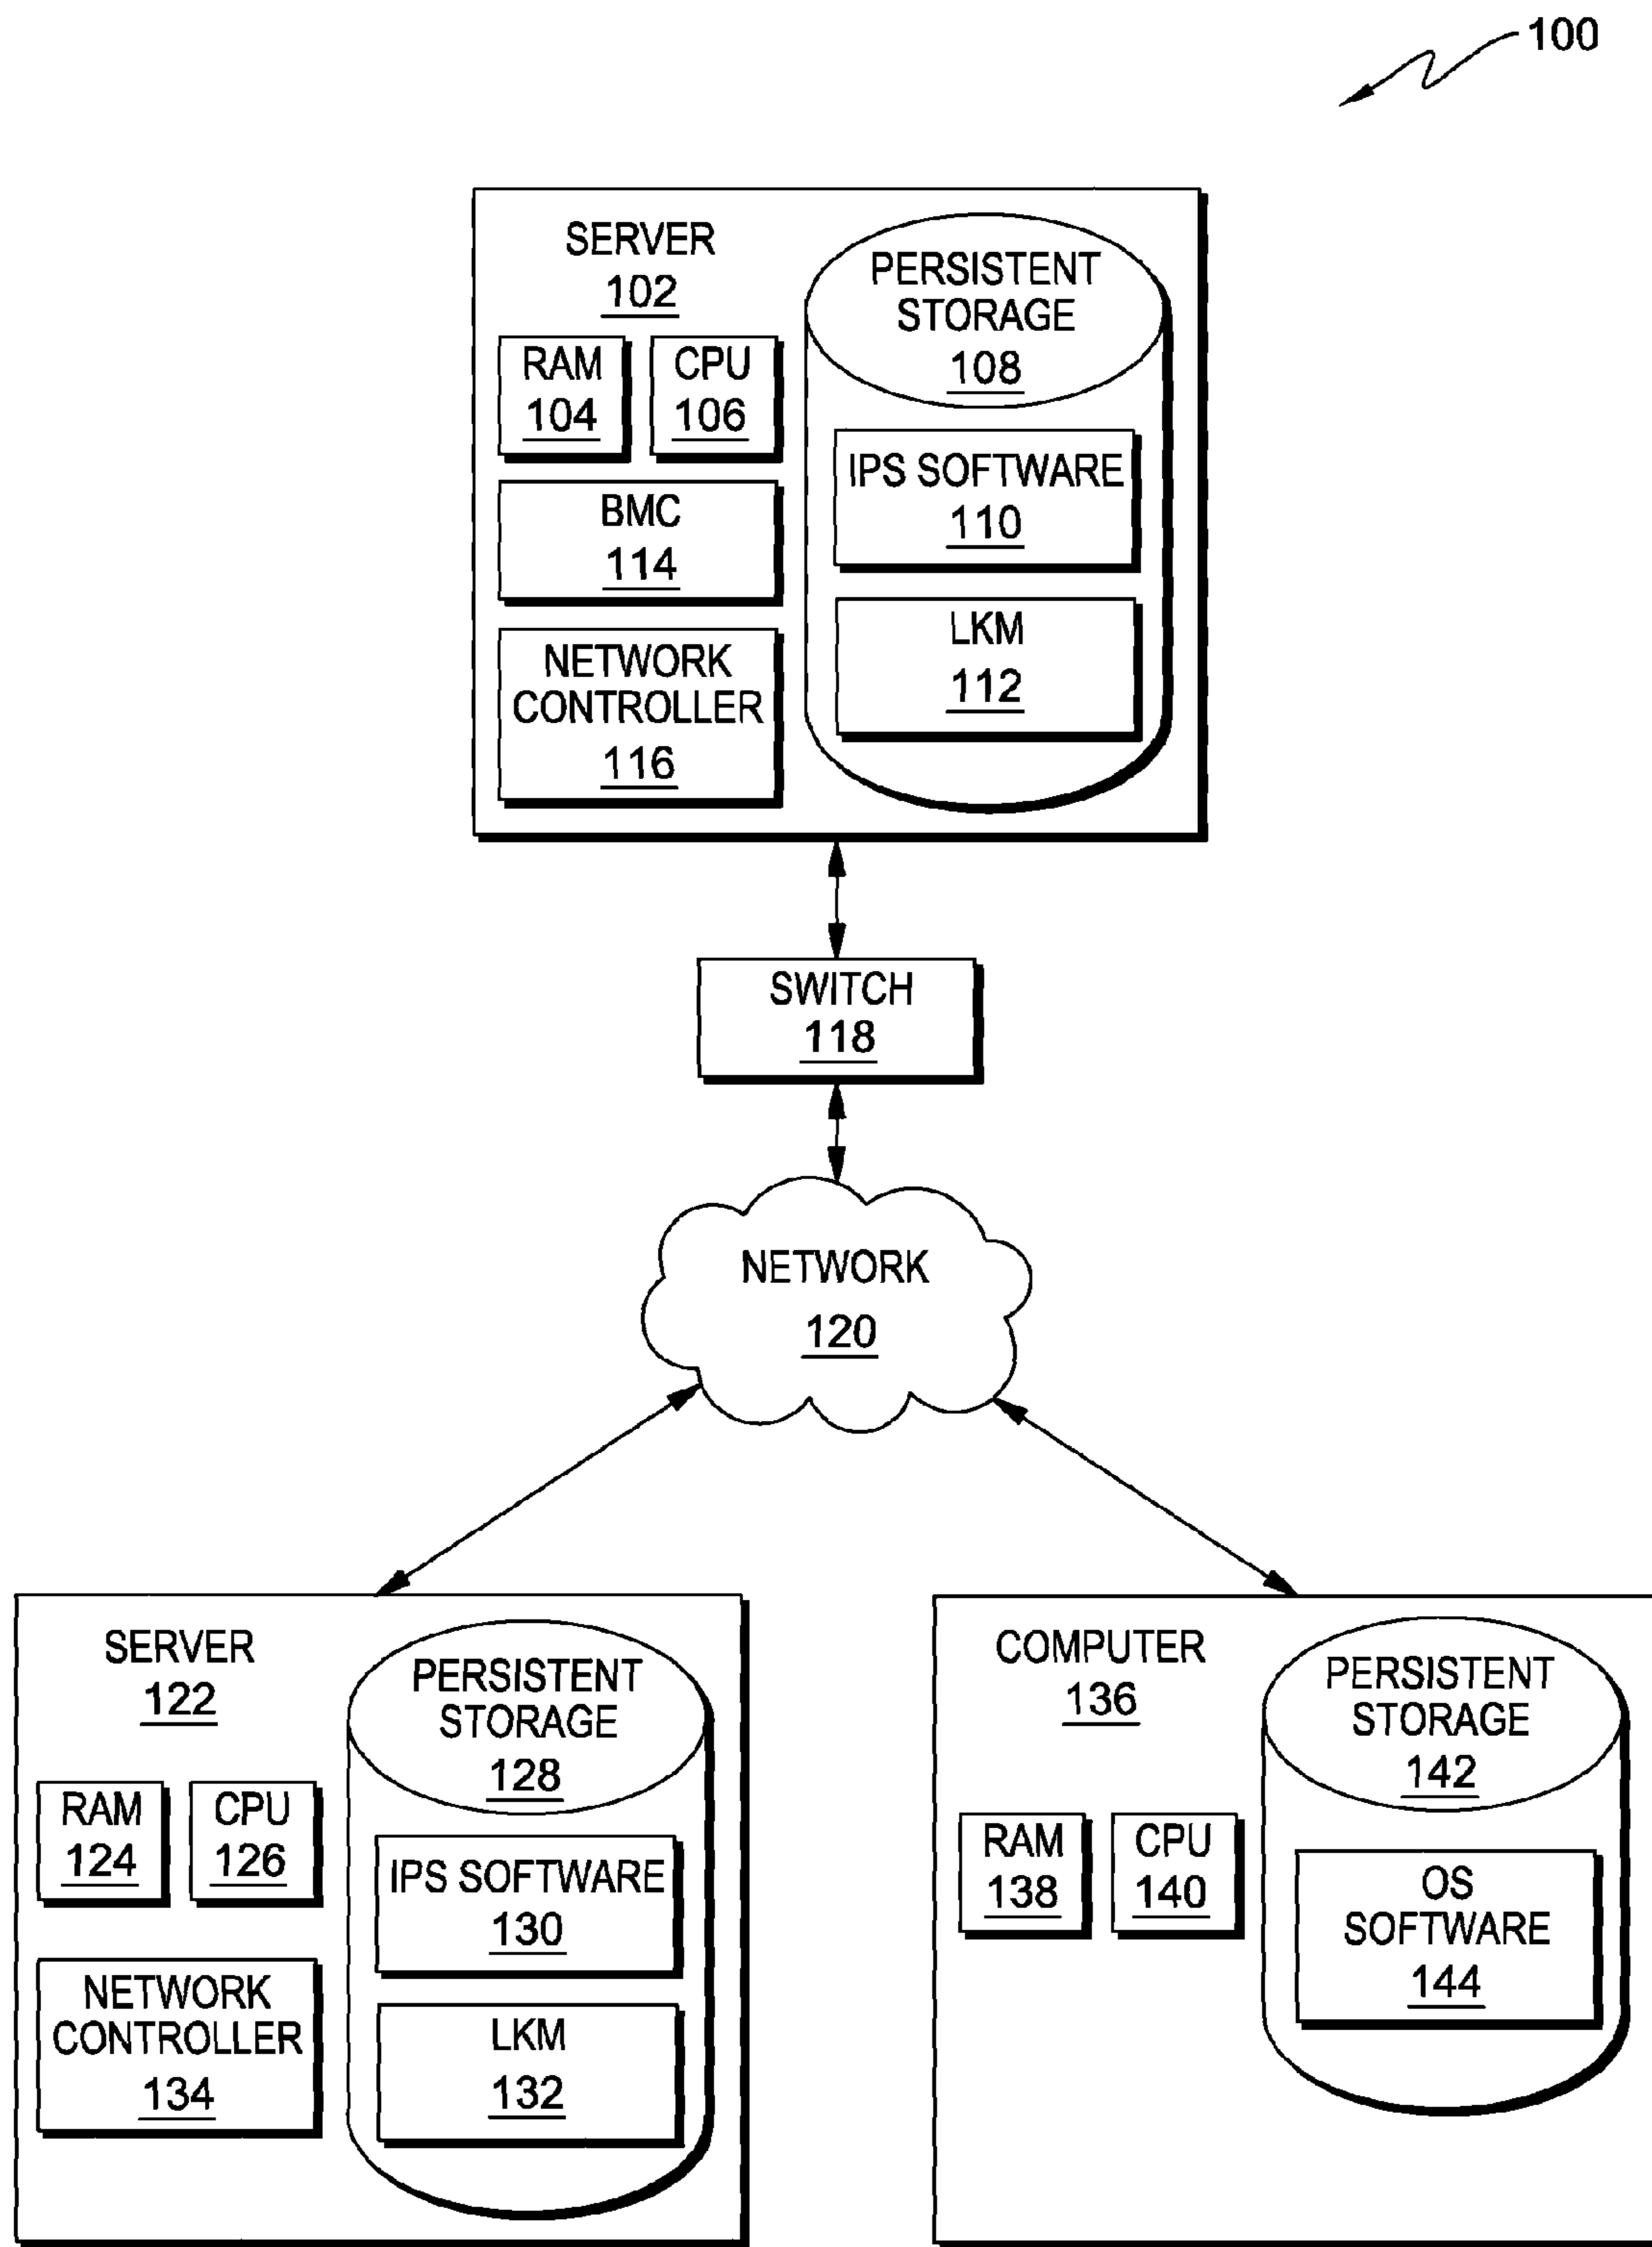 100
SERVER
102
PERSISTENT
STORAGE
108
RAM
104
CPU
106
IPS SOFTWARE
110
BMC
114
LKM
112
NETWORK
CONTROLLER
116
SWITCH
118
NETWORK
120
SERVER
122
PERSISTENT
STORAGE
128
RAM
124
CPU
126
IPS SOFTWARE
130
NETWORK
CONTROLLER
134
LKM
132
COMPUTER
136
PERSISTENT
STORAGE
142
RAM
138
CPU
140
OS
SOFTWARE
144